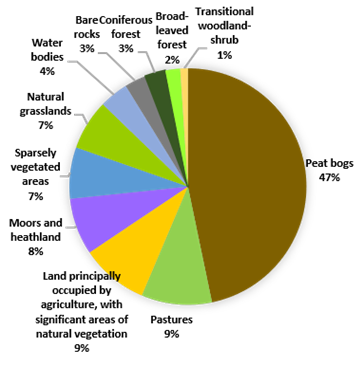 Bare
rocks
3%
Coniferous
forest
3%
Broad-
leaved
forest
2%
Transitional
woodland-
shrub
1%
Water
bodies
4%
Natural
grasslands
7%
Sparsely
vegetated
areas
7%
Moors and
heathland
8%
Land principally
occupied by
agriculture, with
significant areas of
natural vegetation
9%
Pastures
9%
Peat bogs
47%